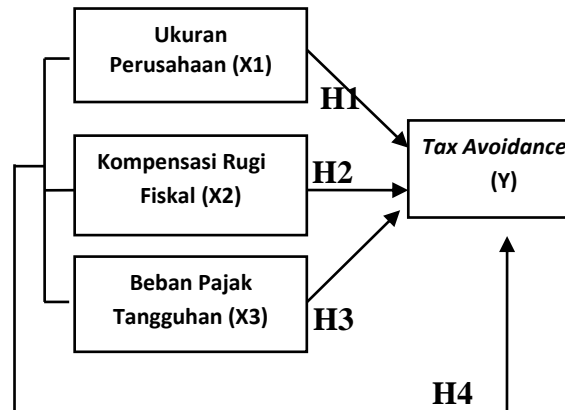 Ukuran
Perusahaan (X1)
H1
Tax Avoidance
(Y)
Kompensasi Rugi
Fiskal (X2)
H2
Beban Pajak
Tangguhan (X3)
H3
H4